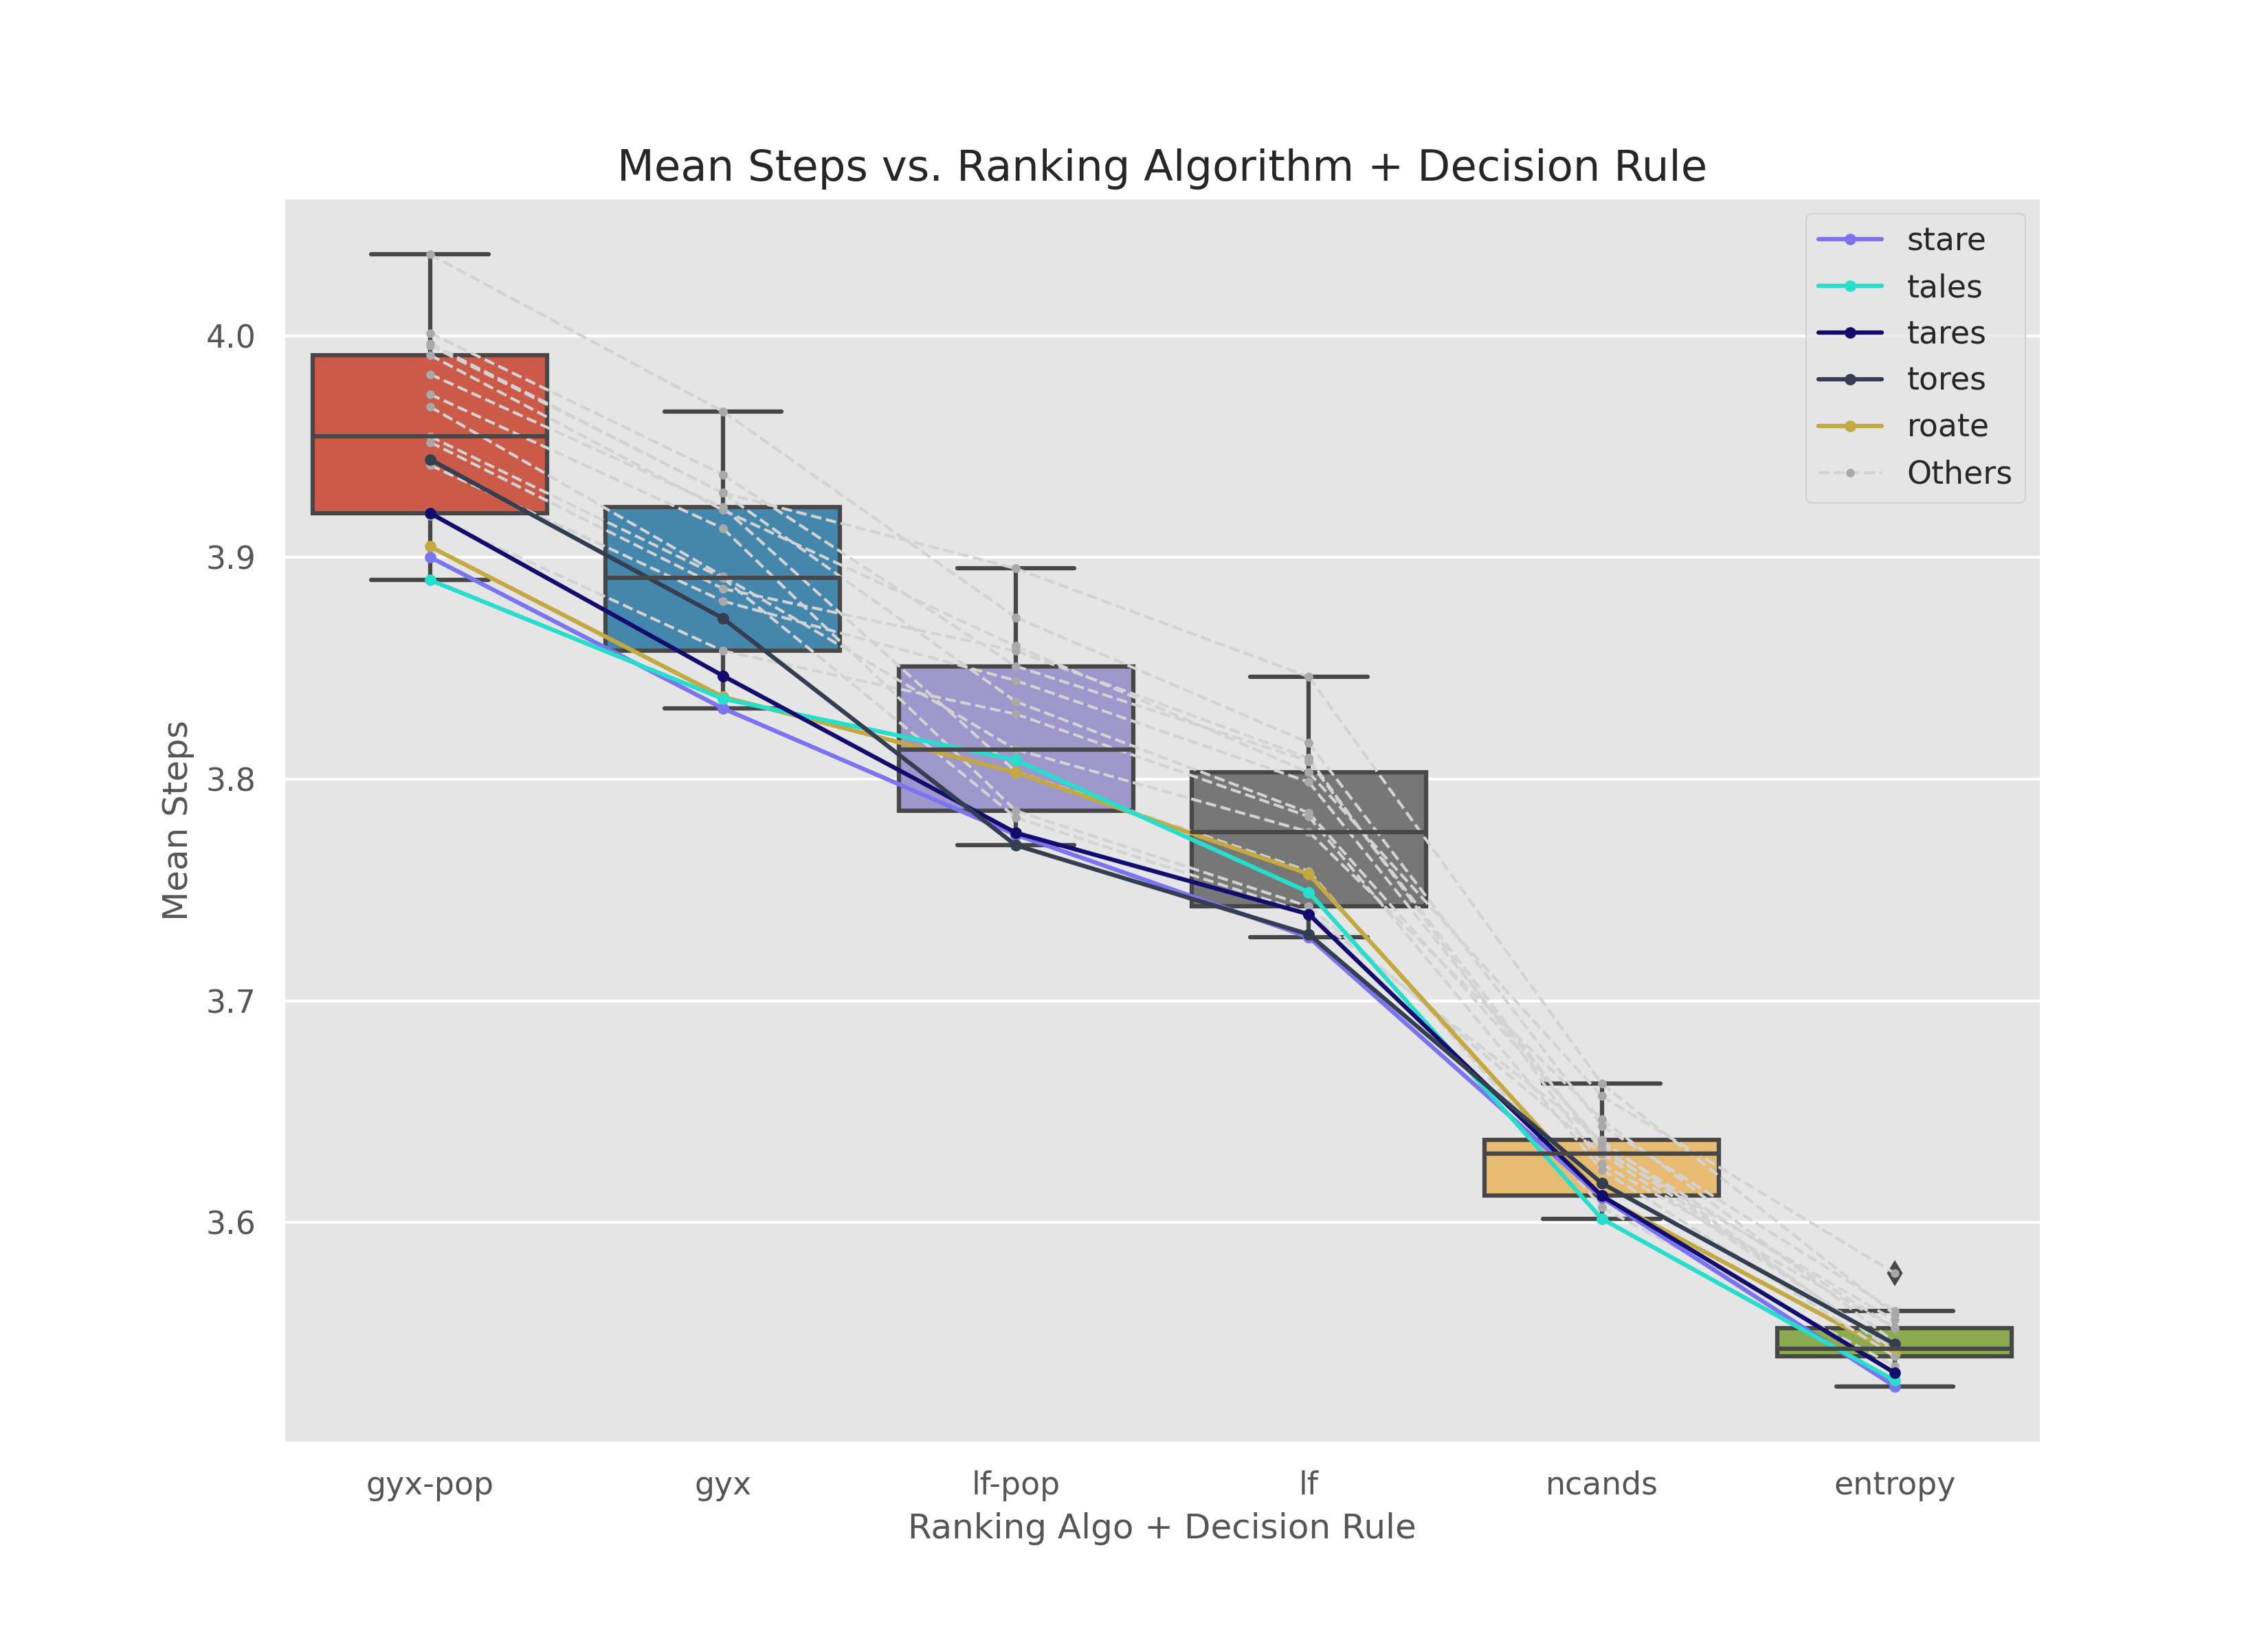 Mean Steps vs. Ranking Algorithm + Decision Rule
stare
tales
tares
tores
roate
Others
4.0
3.9
3.8
3.7
3.6
Mean Steps
gyx-pop
gyx
lf-pop
lf
ncands
entropy
Ranking Algo + Decision Rule